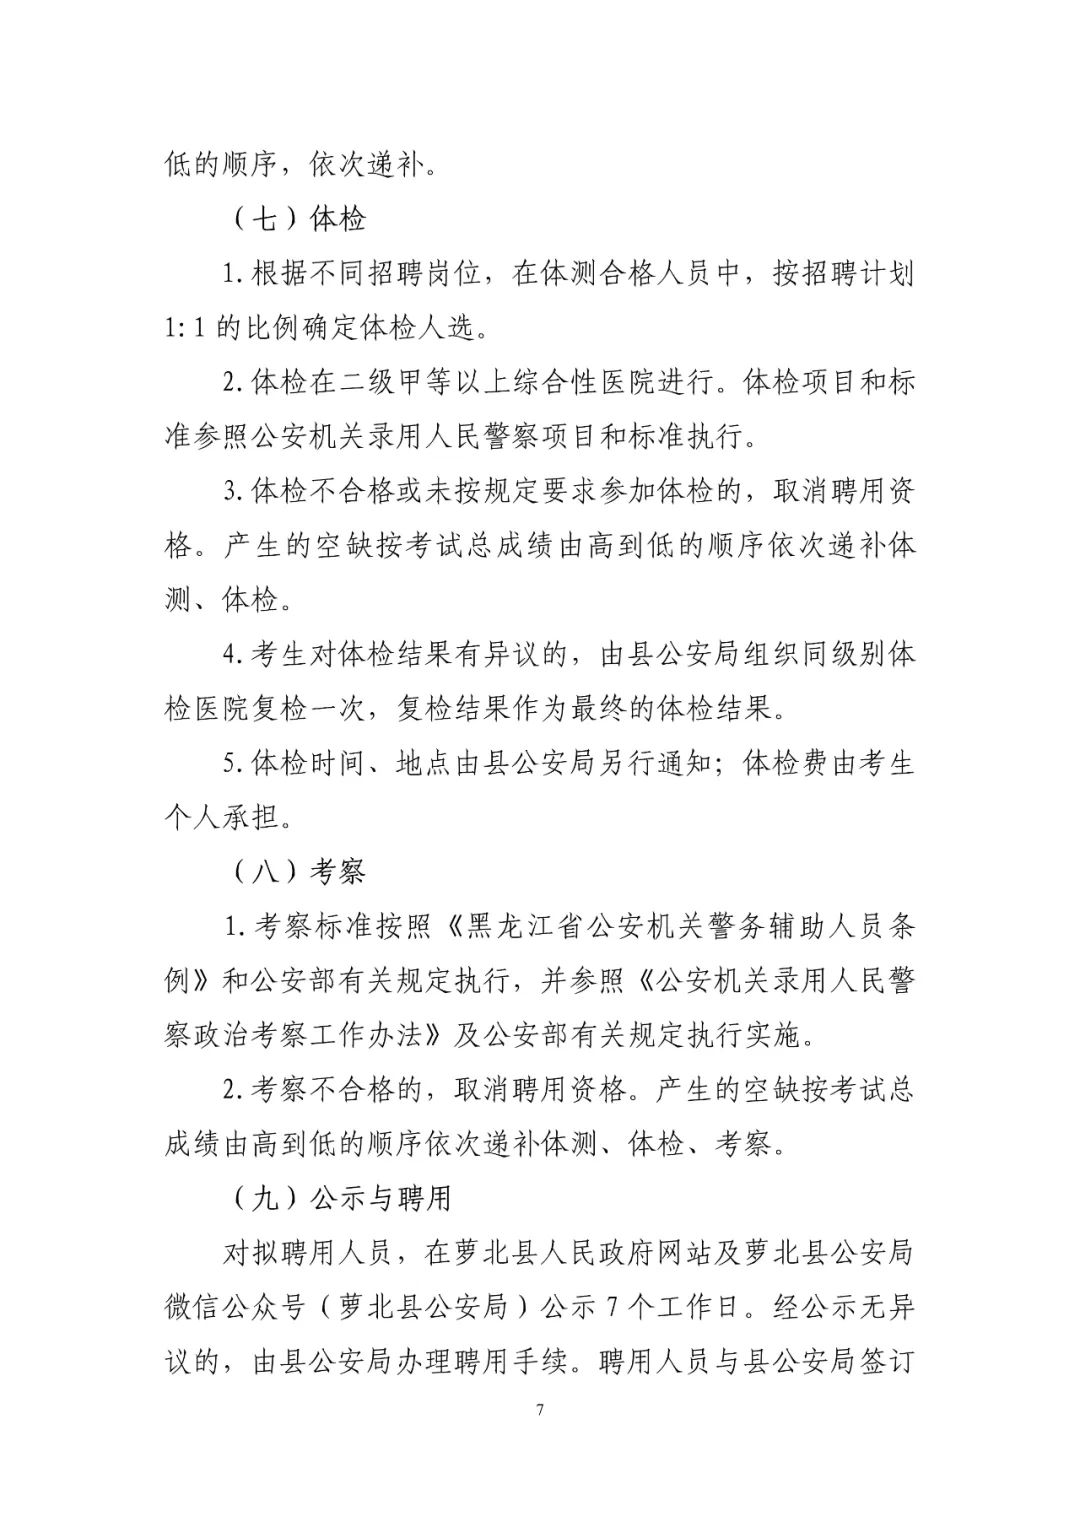 低的顺序，依次递补。
（七）体检
1.根据不同招聘岗位，在体测合格人员中，按招聘计划
1:1 的比例确定体检人选。
2.体检在二级甲等以上综合性医院进行。体检项目和标
准参照公安机关录用人民警察项目和标准执行。
3.体检不合格或未按规定要求参加体检的，取消聘用资
格。产生的空缺按考试总成绩由高到低的顺序依次递补体
测、体检。
4.考生对体检结果有异议的，由县公安局组织同级别体
检医院复检一次，复检结果作为最终的体检结果。
5.体检时间、地点由县公安局另行通知；体检费由考生
个人承担。
（八）考察
1.考察标准按照《黑龙江省公安机关警务辅助人员条
例》和公安部有关规定执行，并参照《公安机关录用人民警
察政治考察工作办法》及公安部有关规定执行实施。
2.考察不合格的，取消聘用资格。产生的空缺按考试总
成绩由高到低的顺序依次递补体测、体检、考察。
（九）公示与聘用
对拟聘用人员，在萝北县人民政府网站及萝北县公安局
微信公众号（萝北县公安局）公示 7 个工作日。经公示无异
议的，由县公安局办理聘用手续。聘用人员与县公安局签订
7